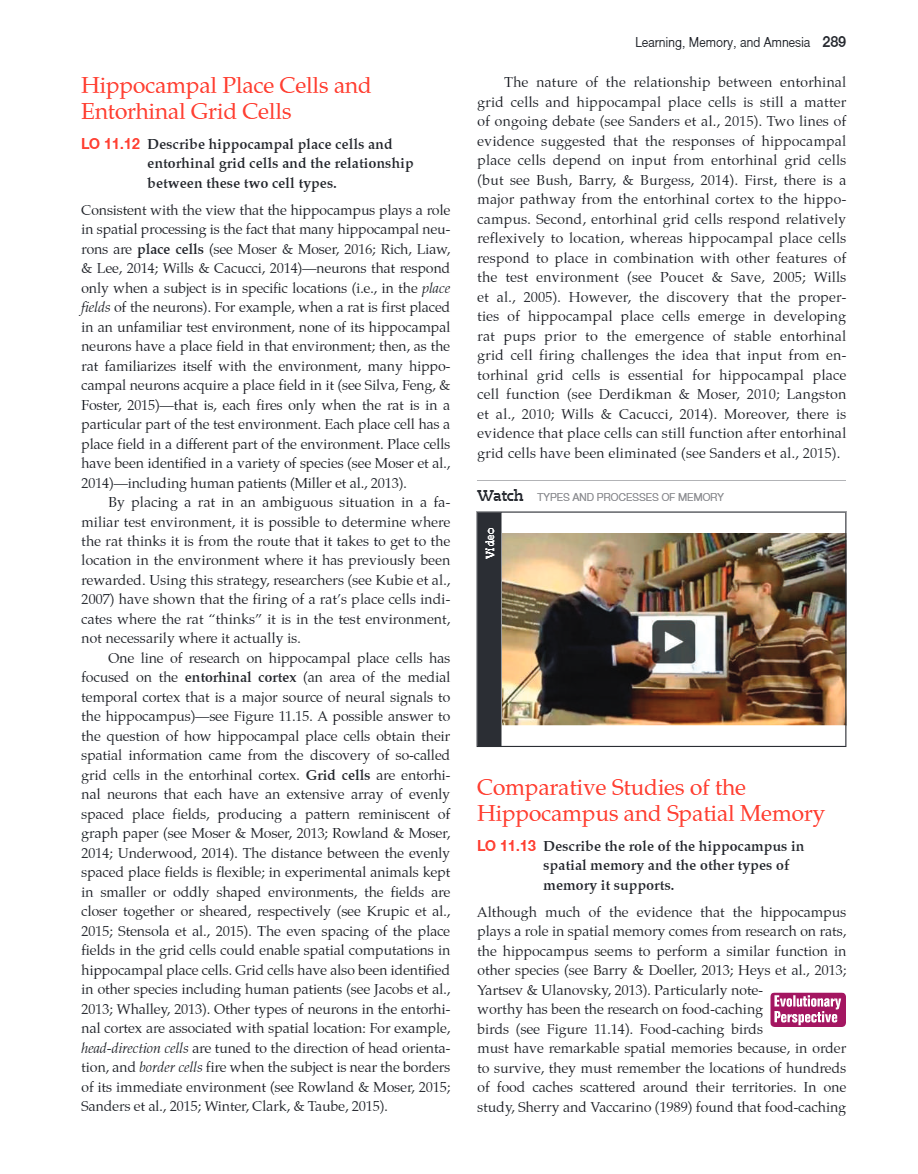 Learning, Memory, and Amnesia 289
Hippocampal Place Cells and
Entorhinal Grid Cells
LO 11.12 Describe hippocampal place cells and
entorhinal grid cells and the relationship
between these two cell types.
Consistent with the view that the hippocampus plays a role
in spatial processing is the fact that many hippocampal neu-
rons are place cells (see Moser & Moser, 2016; Rich, Liaw,
& Lee, 2014; Wills & Cacucci, 2014)—neurons that respond
only when a subject is in specific locations (i.e., in the place
fields of the neurons). For example, when a rat is first placed
in an unfamiliar test environment, none of its hippocampal
neurons have a place field in that environment; then, as the
rat familiarizes itself with the environment, many hippo-
campal neurons acquire a place field in it (see Silva, Feng, &
Foster, 2015)—that is, each fires only when the rat is in a
particular part of the test environment. Each place cell has a
place field in a different part of the environment. Place cells
have been identified in a variety of species (see Moser et al.,
2014)—including human patients (Miller et al., 2013).
By placing a rat in an ambiguous situation in a fa-
miliar test environment, it is possible to determine where
the rat thinks it is from the route that it takes to get to the
location in the environment where it has previously been
rewarded. Using this strategy, researchers (see Kubie et al.,
2007) have shown that the firing of a rat's place cells indi-
cates where the rat "thinks" it is in the test environment,
not necessarily where it actually is.
One line of research on hippocampal place cells has
focused on the entorhinal cortex (an area of the medial
temporal cortex that is a major source of neural signals to
the hippocampus)—see Figure 11.15. A possible answer to
the question of how hippocampal place cells obtain their
spatial information came from the discovery of so-called
grid cells in the entorhinal cortex. Grid cells are entorhi-
nal neurons that each have an extensive array of evenly
spaced place fields, producing a pattern reminiscent of
graph paper (see Moser & Moser, 2013; Rowland & Moser,
2014; Underwood, 2014). The distance between the evenly
spaced place fields is flexible; in experimental animals kept
in smaller or oddly shaped environments, the fields are
closer together or sheared, respectively (see Krupic et al.,
2015; Stensola et al., 2015). The even spacing of the place
fields in the grid cells could enable spatial computations in
hippocampal place cells. Grid cells have also been identified
in other species including human patients (see Jacobs et al.,
2013; Whalley, 2013). Other types of neurons in the entorhi-
nal cortex are associated with spatial location: For example,
head-direction cells are tuned to the direction of head orienta-
tion, and border cells fire when the subject is near the borders
of its immediate environment (see Rowland & Moser, 2015;
Sanders et al., 2015; Winter, Clark, & Taube, 2015).
The nature of the relationship between entorhinal
grid cells and hippocampal place cells is still a matter
of ongoing debate (see Sanders et al., 2015). Two lines of
evidence suggested that the responses of hippocampal
place cells depend on input from entorhinal grid cells
(but see Bush, Barry, & Burgess, 2014). First, there is a
major pathway from the entorhinal cortex to the hippo-
campus. Second, entorhinal grid cells respond relatively
reflexively to location, whereas hippocampal place cells
respond to place in combination with other features of
the test environment (see Poucet & Save, 2005; Wills
et al., 2005). However, the discovery that the proper-
ties of hippocampal place cells emerge in developing
rat pups prior to the emergence of stable entorhinal
grid cell firing challenges the idea that input from en-
torhinal grid cells is essential for hippocampal place
cell function (see Derdikman & Moser, 2010; Langston
et al., 2010; Wills & Cacucci, 2014). Moreover, there is
evidence that place cells can still function after entorhinal
grid cells have been eliminated (see Sanders et al., 2015).
Watch TYPES AND PROCESSES OF MEMORY
Video
Comparative Studies of the
Hippocampus and Spatial Memory
LO 11.13 Describe the role of the hippocampus in
spatial memory and the other types of
memory it supports.
Although much of the evidence that the hippocampus
plays a role in spatial memory comes from research on rats,
the hippocampus seems to perform a similar function in
other species (see Barry & Doeller, 2013; Heys et al., 2013;
Yartsev & Ulanovsky, 2013). Particularly note-
worthy has been the research on food-caching
birds (see Figure 11.14). Food-caching birds
Evolutionary
Perspective
must have remarkable spatial memories because, in order
to survive, they must remember the locations of hundreds
of food caches scattered around their territories. In one
study, Sherry and Vaccarino (1989) found that food-caching